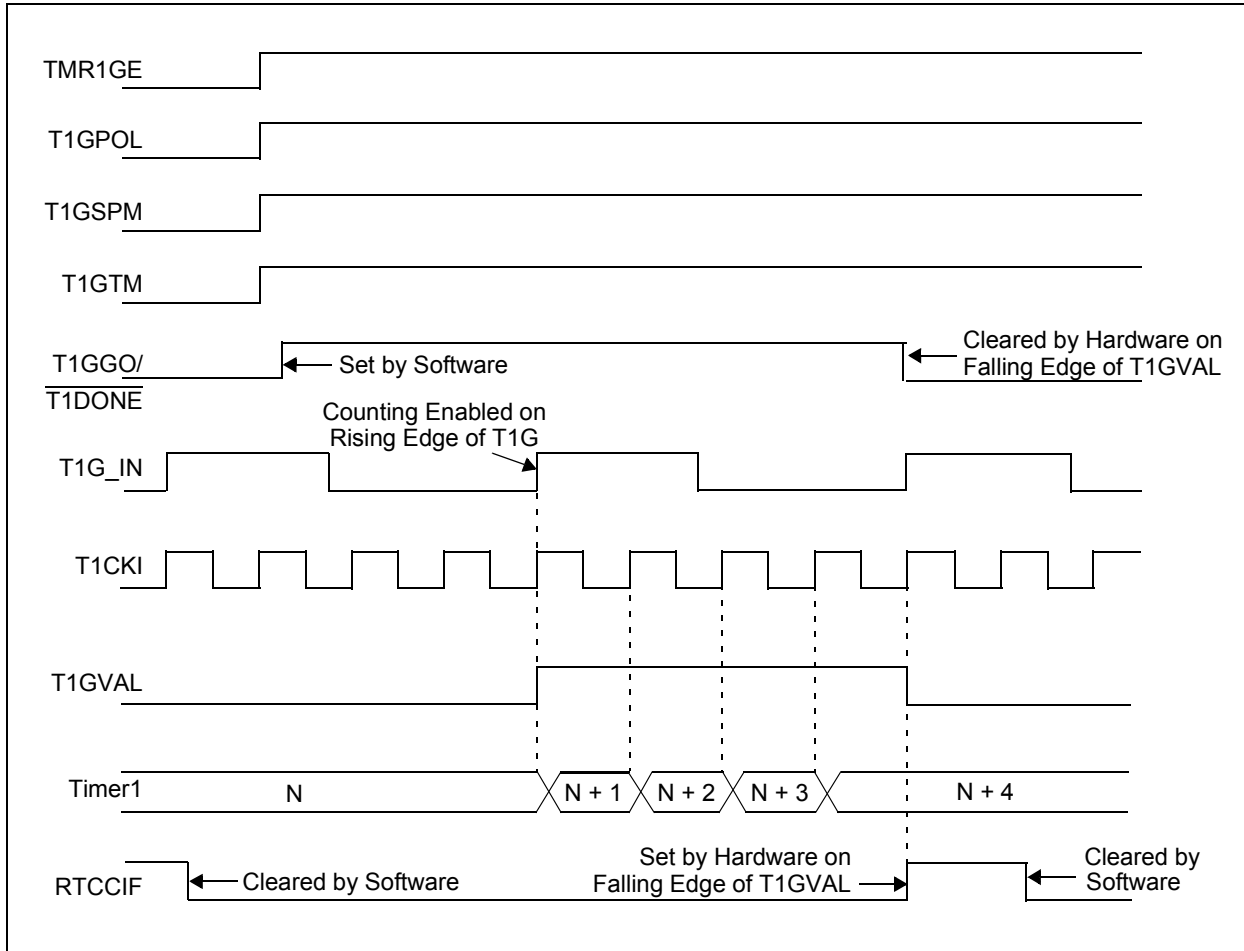 TMR1GE
T1GPOL
T1GSPM
T1GTM
T1GGO/
T1DONE
Set by Software
Cleared by Hardware on
Falling Edge of T1GVAL
Counting Enabled on
Rising Edge of T1G
T1G_IN
T1CKI
T1GVAL
Timer1
N
N + 1
N + 2
N + 3
N + 4
RTCCIF
Cleared by Software
Set by Hardware on
Falling Edge of T1GVAL
Cleared by
Software